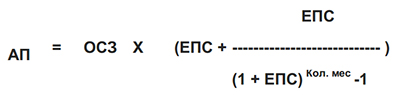 ЕПС
АП = ОСЗ X (ЕПС + ---------------------------- )
(1 + ЕПС) Кол. мес -1